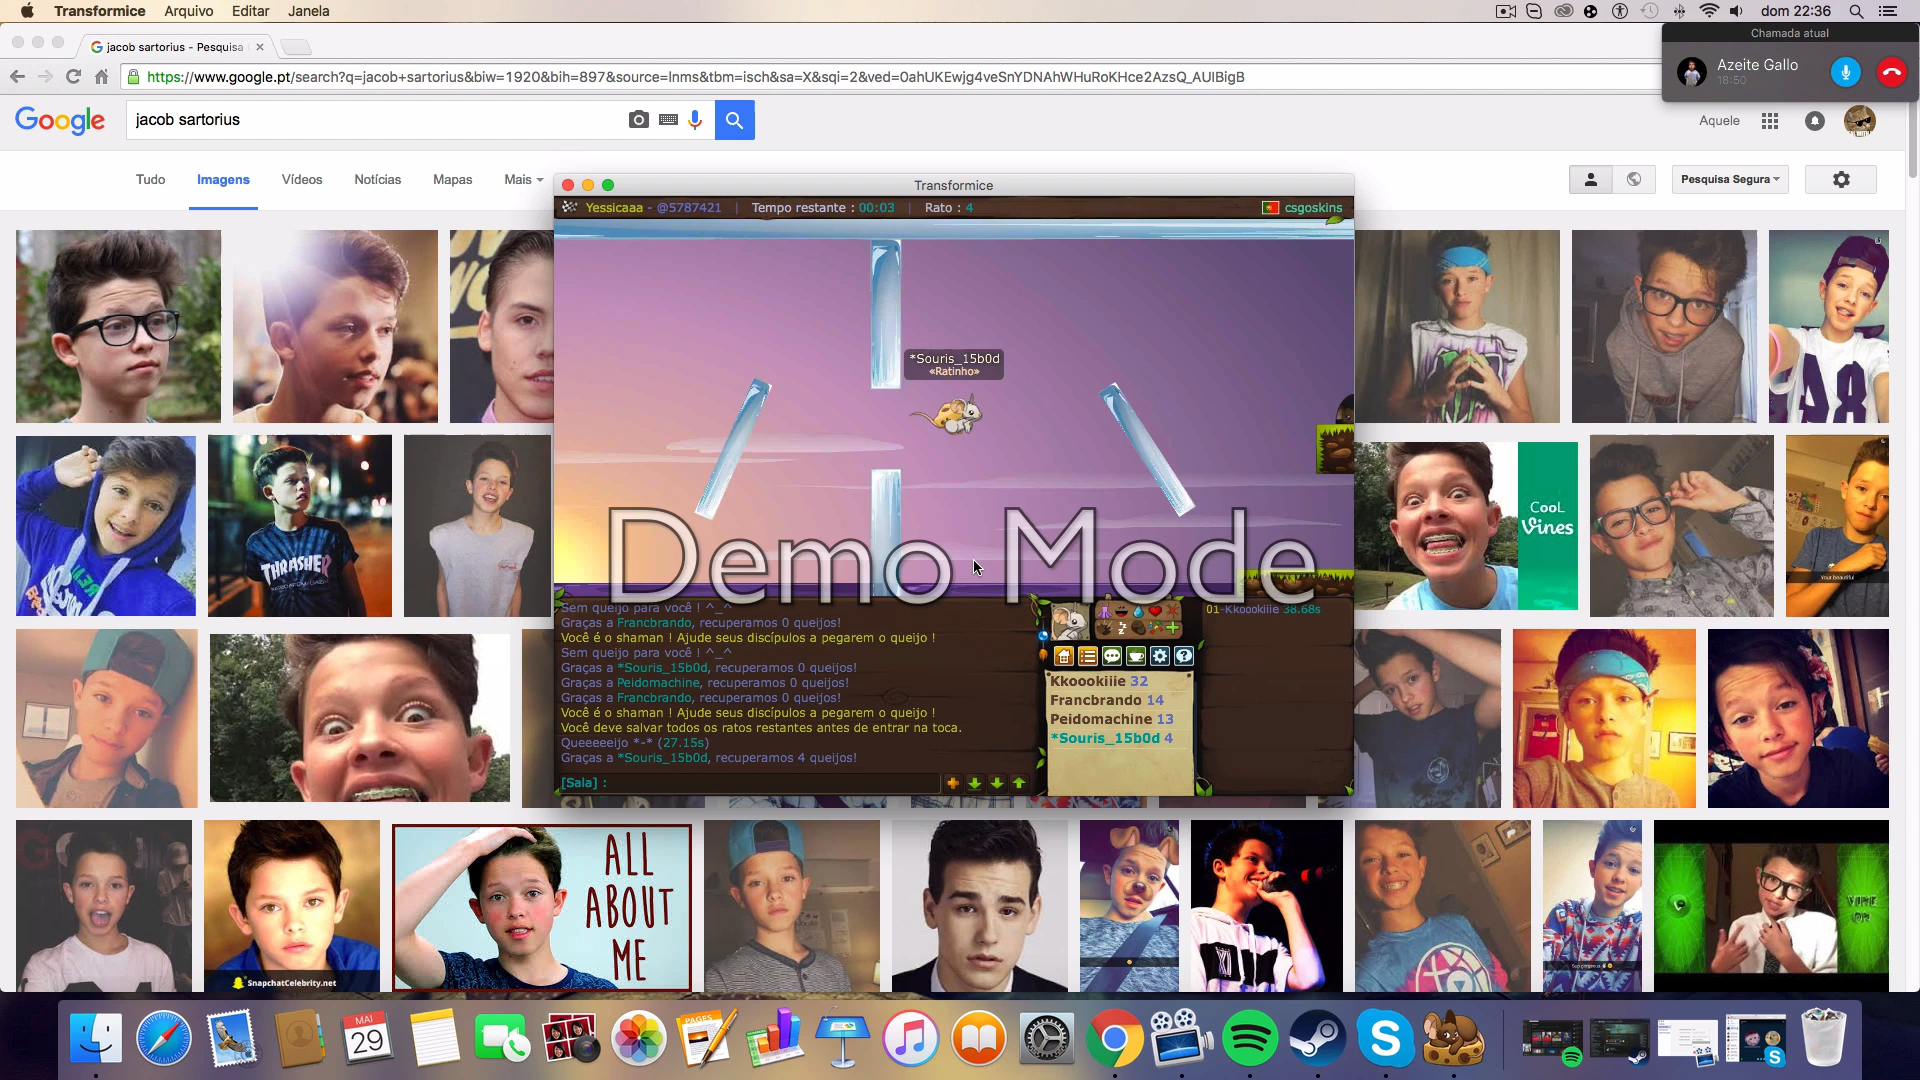 Transformice Arquivo Editar Janela
dom 22:36
jacob sartorius - Pesquisa
https://www.google.pt/search?q=jacob+sartorius&biw=1920&bih=897&source=lnms&tbm=isch&sa=X&sqi=2&ved=0ahUKEwjg4veSnYDNAhWHuRoKHce2AzsQ_AUIBigB
Chamada atual
Azeite Gallo
18:50
Google
jacob sartorius
Aquele
Tudo Imagens Vídeos Notícias Mapas Mais
Pesquisa Segura
Transformice
Yessicaaa - @5787421 | Tempo restante : 00:03 | Rato : 4
csgoskins
*Souris_15b0d
«Ratinho»
Demo Mode
Sem queijo para você ! ^_^
Graças a Francbrando, recuperamos 0 queijos!
Você é o shaman ! Ajude seus discípulos a pegarem o queijo !
Sem queijo para você ! ^_^
Graças a *Souris_15b0d, recuperamos 0 queijos!
Graças a Peidomachine, recuperamos 0 queijos!
Graças a Francbrando, recuperamos 0 queijos!
Você é o shaman ! Ajude seus discípulos a pegarem o queijo !
Você deve salvar todos os ratos restantes antes de entrar na toca.
Queeeeeijo *-* (27.15s)
Graças a *Souris_15b0d, recuperamos 4 queijos!
[Sala] :
Kkoookiiie 32
Francbrando 14
Peidomachine 13
*Souris_15b0d 4
01-Kkoookiiie 38.68s
THRASHER
A8
CooL
Vines
Your beautiful
SnapchatCelebrity.net
ALL
ABOUT
ME
VINE
MAI
29
PAGES